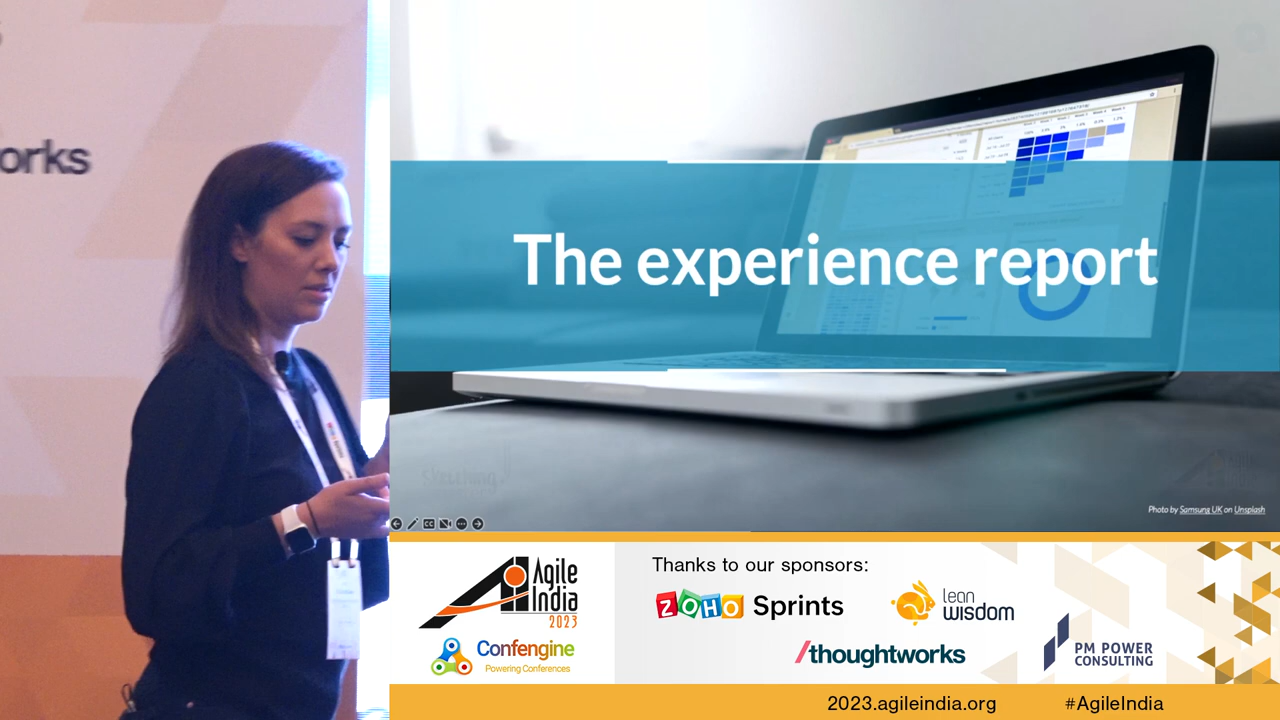 orks
The experience report
Photo by Samsung UK on Unsplash
Agile
India
2023
Confengine
Powering Conferences
Thanks to our sponsors:
ZOHO Sprints
lean
wisdom
/thoughtworks
PM POWER
CONSULTING
2023.agileindia.org
#AgileIndia